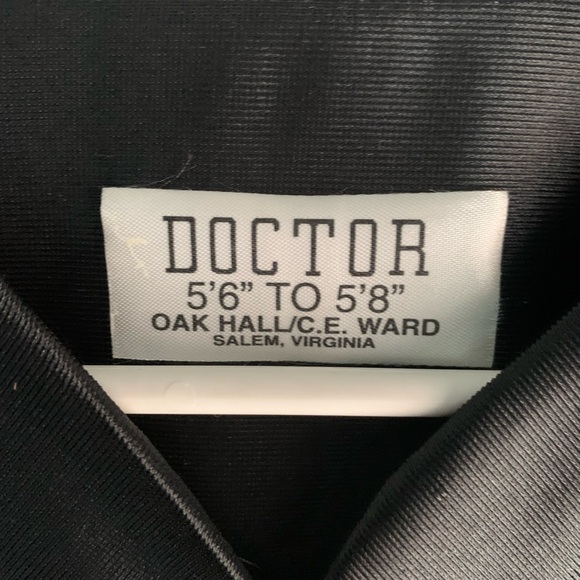 DOCTOR
5'6" TO 5'8"
OAK HALL/C.E. WARD
SALEM, VIRGINIA